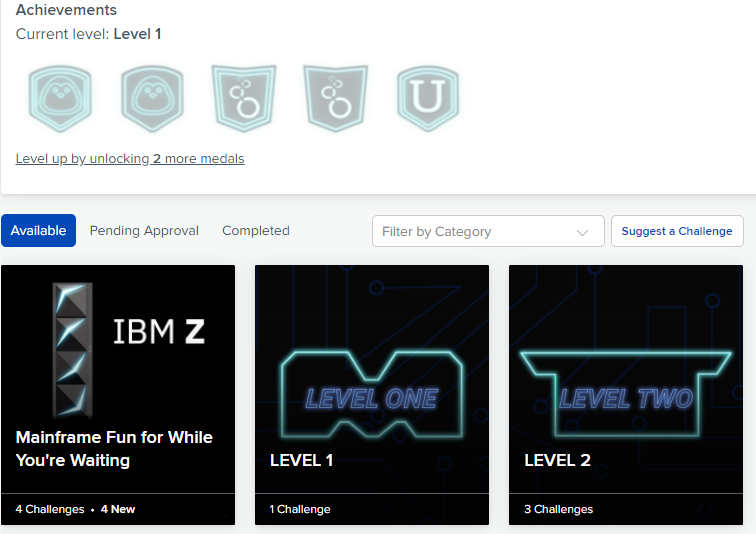 Achievements
Current level: Level 1
U
Level up by unlocking 2 more medals
Available
Pending Approval
Completed
Filter by Category
Suggest a Challenge
IBM Z
Mainframe Fun for While
You're Waiting
4 Challenges • 4 New
LEVEL ONE
LEVEL 1
1 Challenge
LEVEL TWO
LEVEL 2
3 Challenges